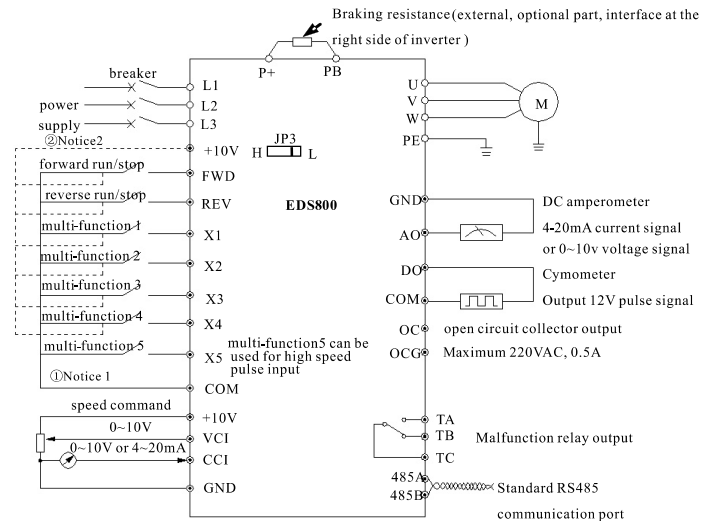 Braking resistance(external, optional part, interface at the
right side of inverter )
P+
PB
breaker
L1
power
L2
supply
L3
②Notice2
+10V
JP3
H
L
forward run/stop
FWD
reverse run/stop
REV
EDS800
multi-function 1
X1
multi-function 2
X2
multi-function 3
X3
multi-function 4
X4
multi-function 5
X5
multi-function5 can be
used for high speed
pulse input
①Notice 1
COM
speed command
+10V
0~10V
VCI
0~10V or 4~20mA
CCI
GND
U
V
W
M
PE
GND
DC amperometer
AO
4-20mA current signal
or 0~10v voltage signal
DO
Cymometer
COM
Output 12V pulse signal
OC
open circuit collector output
OCG
Maximum 220VAC, 0.5A
TA
TB
Malfunction relay output
TC
485A
485B
Standard RS485
communication port